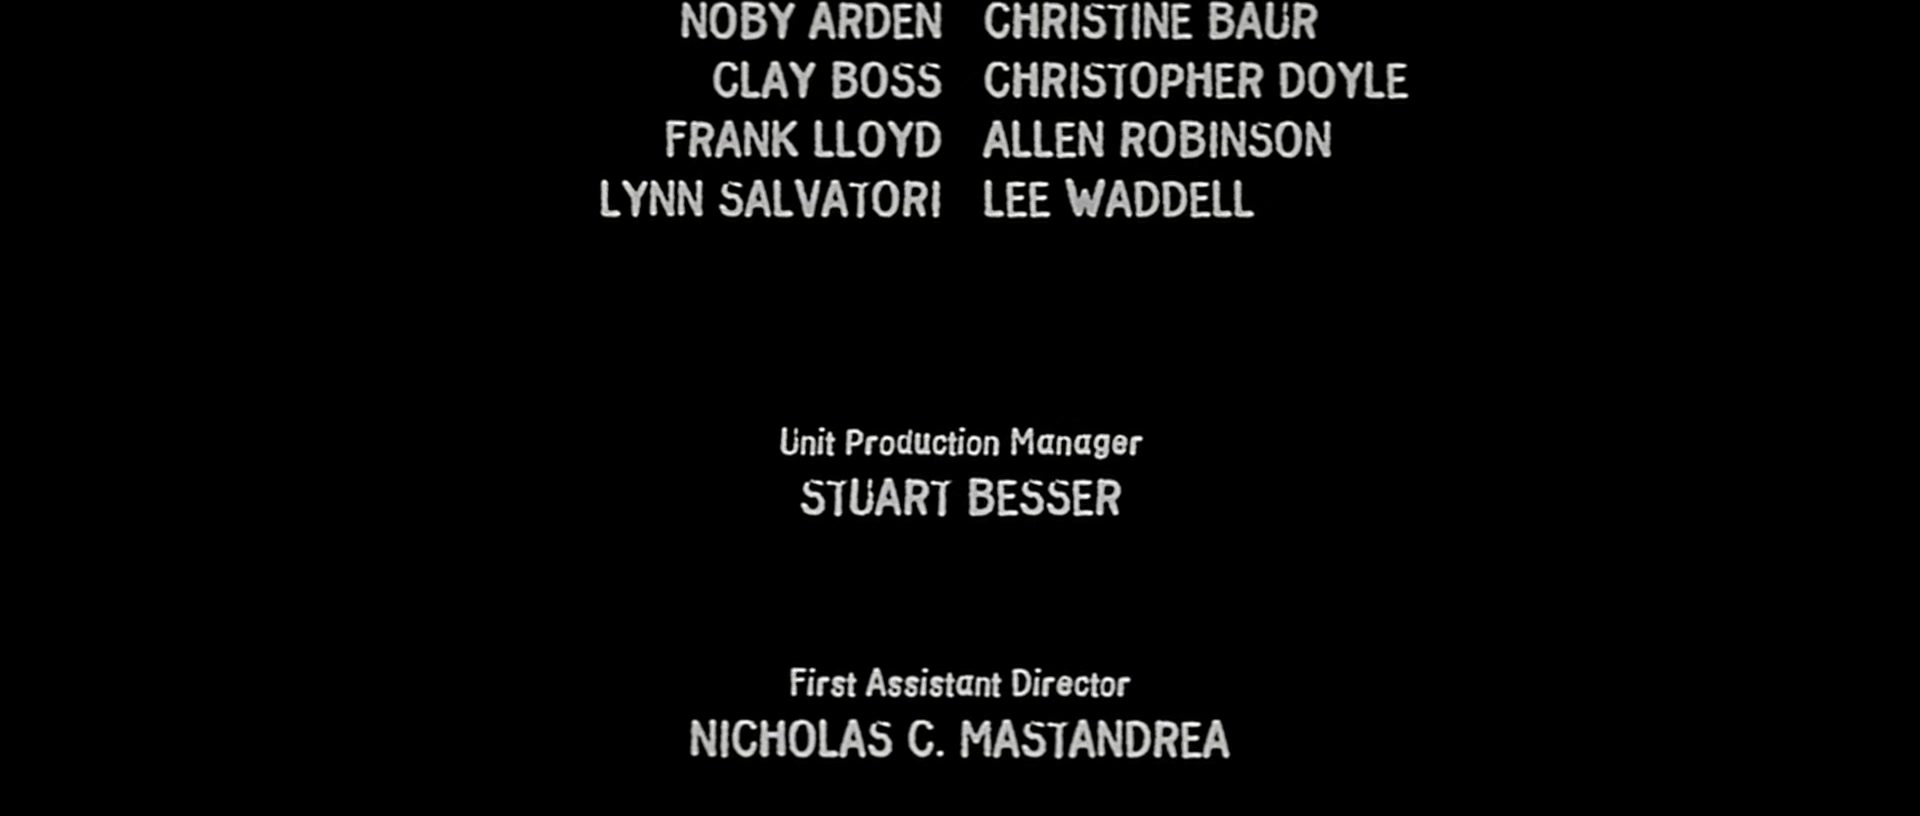 NOBY ARDEN CHRISTINE BAUR
CLAY BOSS CHRISTOPHER DOYLE
FRANK LLOYD ALLEN ROBINSON
LYNN SALVATORI LEE WADDELL
Unit Production Manager
STUART BESSER
First Assistant Director
NICHOLAS C. MASTANDREA